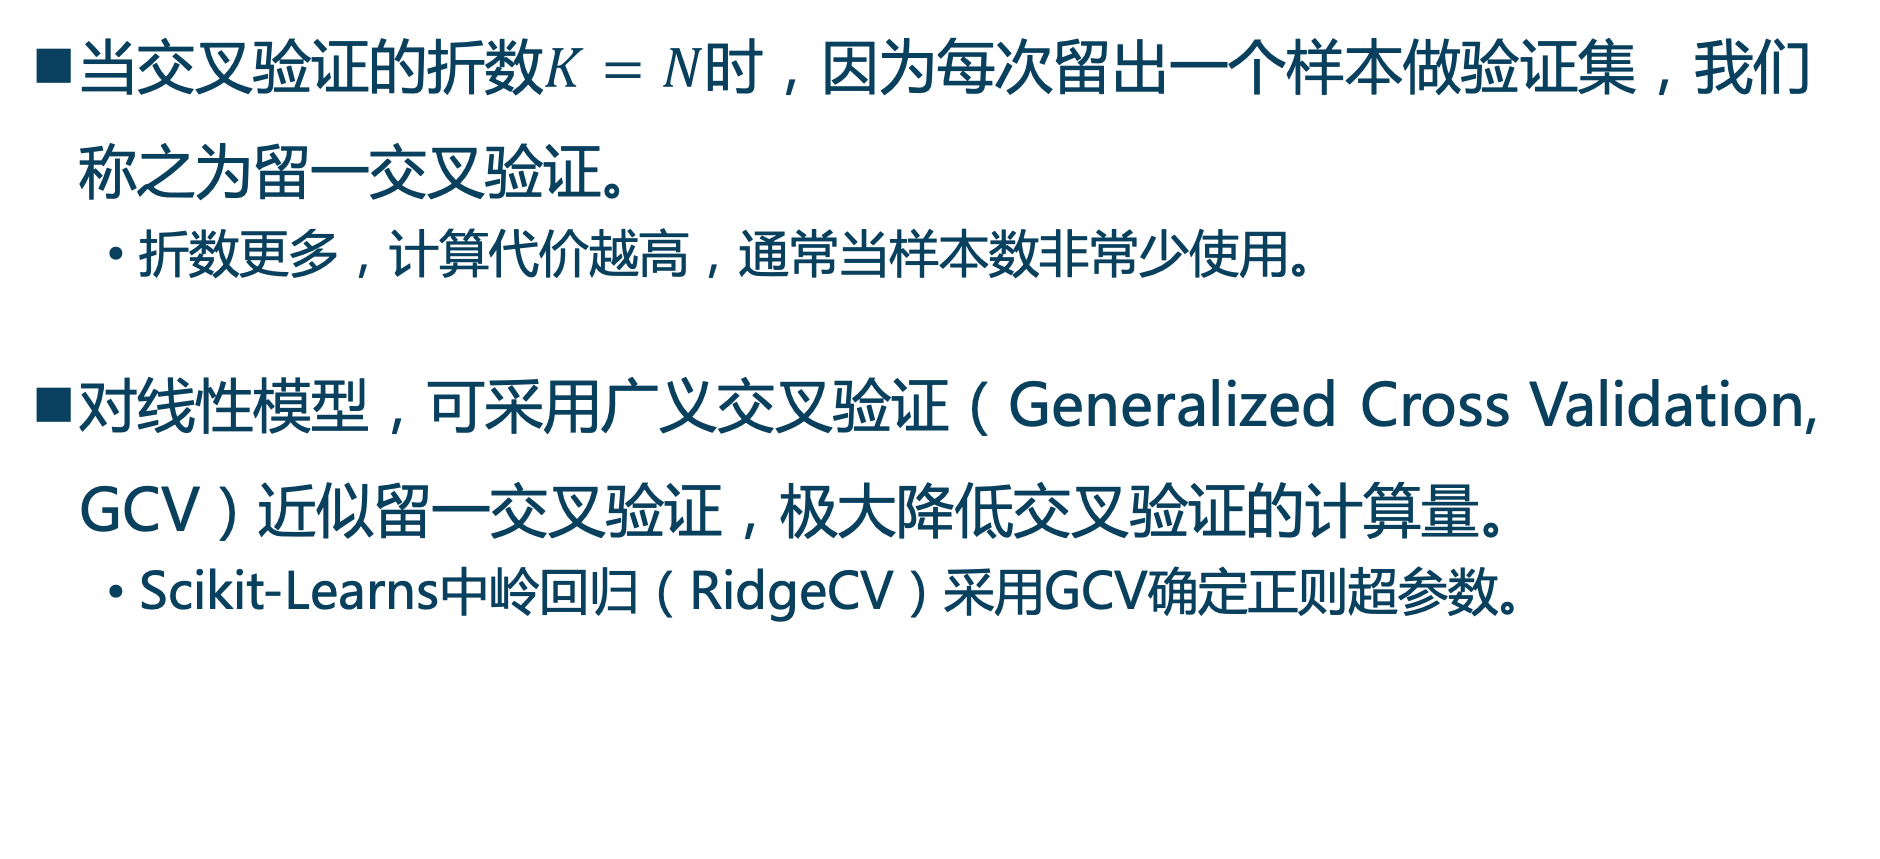 ■当交叉验证的折数K = N时，因为每次留出一个样本做验证集，我们
称之为留一交叉验证。
• 折数更多，计算代价越高，通常当样本数非常少使用。
■对线性模型，可采用广义交叉验证（Generalized Cross Validation,
GCV）近似留一交叉验证，极大降低交叉验证的计算量。
• Scikit-Learns中岭回归（RidgeCV）采用GCV确定正则超参数。